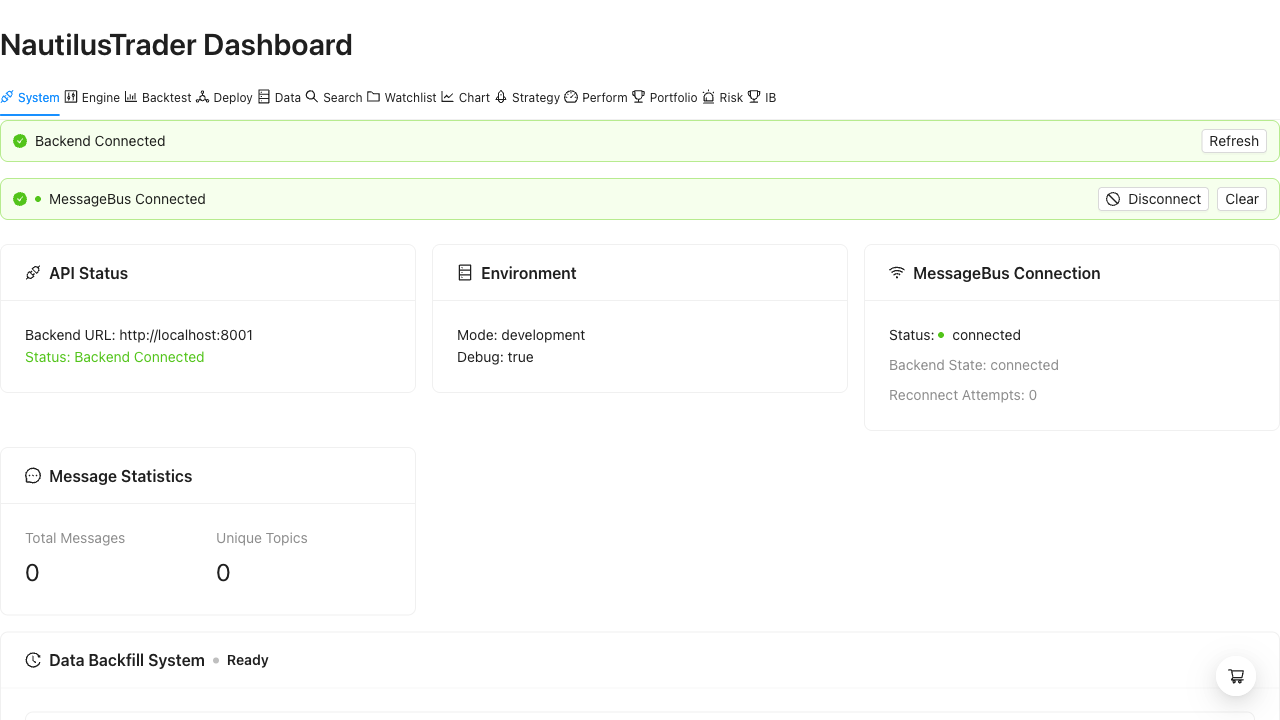 NautilusTrader Dashboard
System Engine Backtest Deploy Data Search Watchlist Chart Strategy Perform Portfolio Risk IB
Backend Connected Refresh
MessageBus Connected Disconnect Clear
API Status
Backend URL: http://localhost:8001
Status: Backend Connected
Environment
Mode: development
Debug: true
MessageBus Connection
Status: connected
Backend State: connected
Reconnect Attempts: 0
Message Statistics
Total Messages Unique Topics
0 0
Data Backfill System Ready